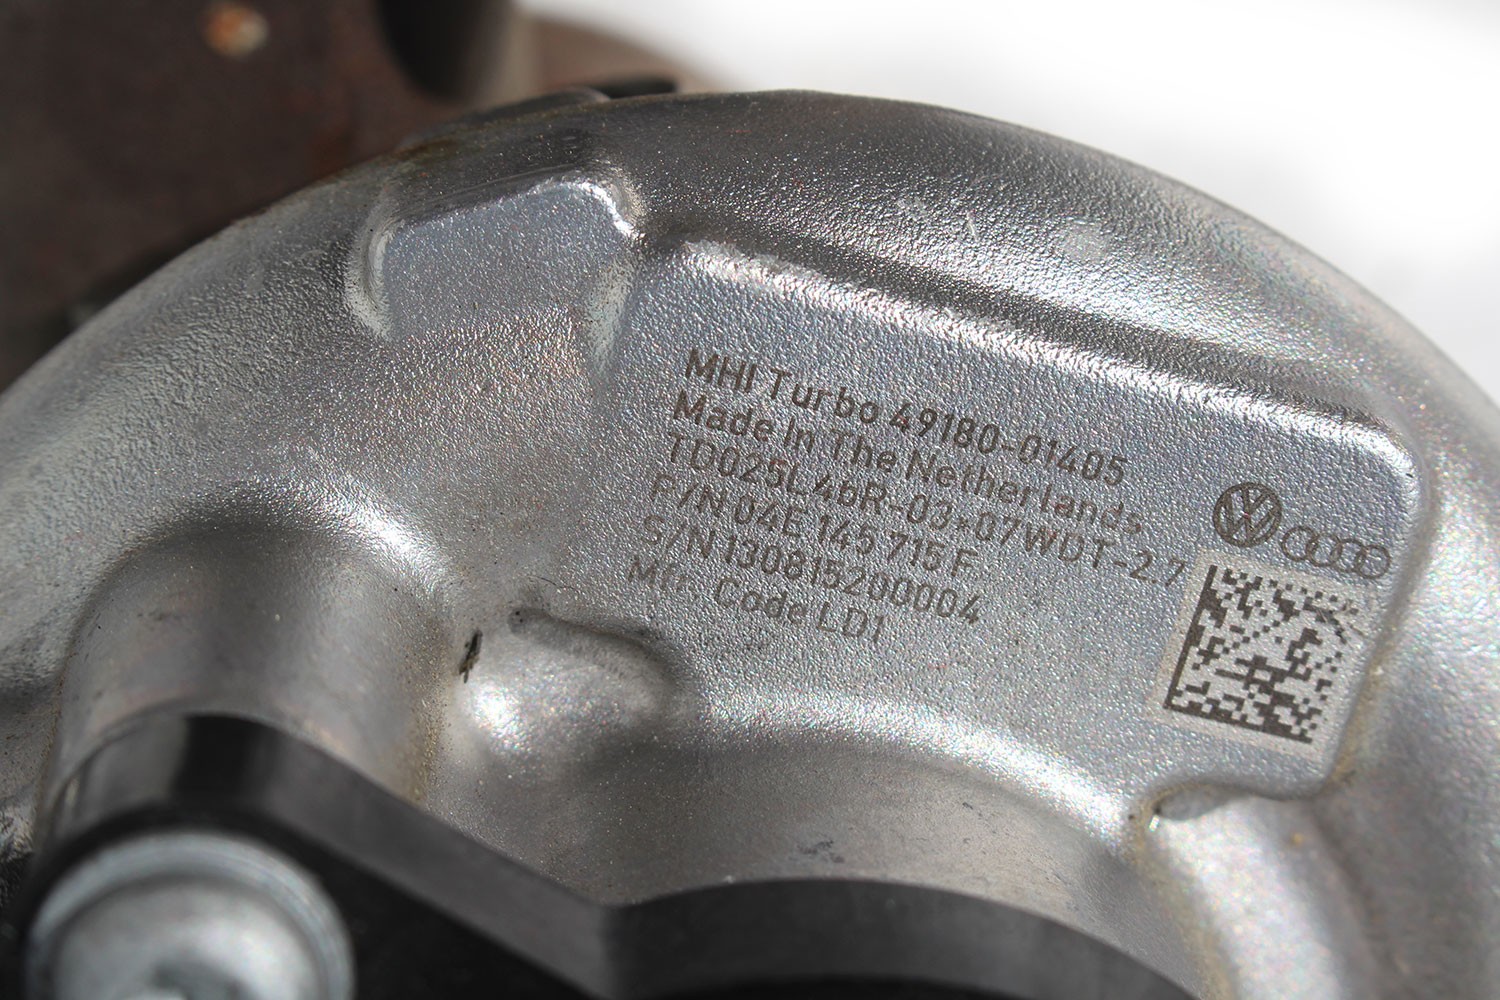 MHI Turbo 49180-01405
Made In The Netherlands
TD025L46R-03+07WDT-2.7
P/N 04E 145 715 F
S/N 130815200004
Mfr. Code LD1